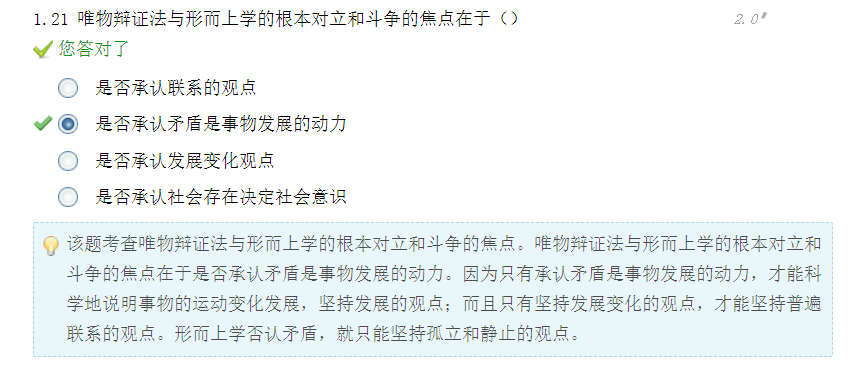 1.21 唯物辩证法与形而上学的根本对立和斗争的焦点在于（） 2.0
您答对了
是否承认联系的观点
是否承认矛盾是事物发展的动力
是否承认发展变化观点
是否承认社会存在决定社会意识
该题考查唯物辩证法与形而上学的根本对立和斗争的焦点。唯物辩证法与形而上学的根本对立和
斗争的焦点在于是否承认矛盾是事物发展的动力。因为只有承认矛盾是事物发展的动力，才能科
学地说明事物的运动变化发展，坚持发展的观点；而且只有坚持发展变化的观点，才能坚持普遍
联系的观点。形而上学否认矛盾，就只能坚持孤立和静止的观点。